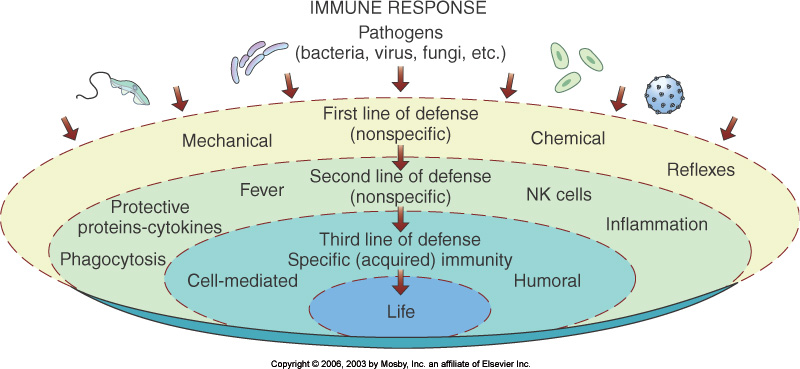 IMMUNE RESPONSE
Pathogens
(bacteria, virus, fungi, etc.)
First line of defense
(nonspecific)
Mechanical
Chemical
Reflexes
Second line of defense
(nonspecific)
Fever
NK cells
Protective
proteins-cytokines
Inflammation
Phagocytosis
Third line of defense
Specific (acquired) immunity
Cell-mediated
Humoral
Life
Copyright © 2006, 2003 by Mosby, Inc. an affiliate of Elsevier Inc.